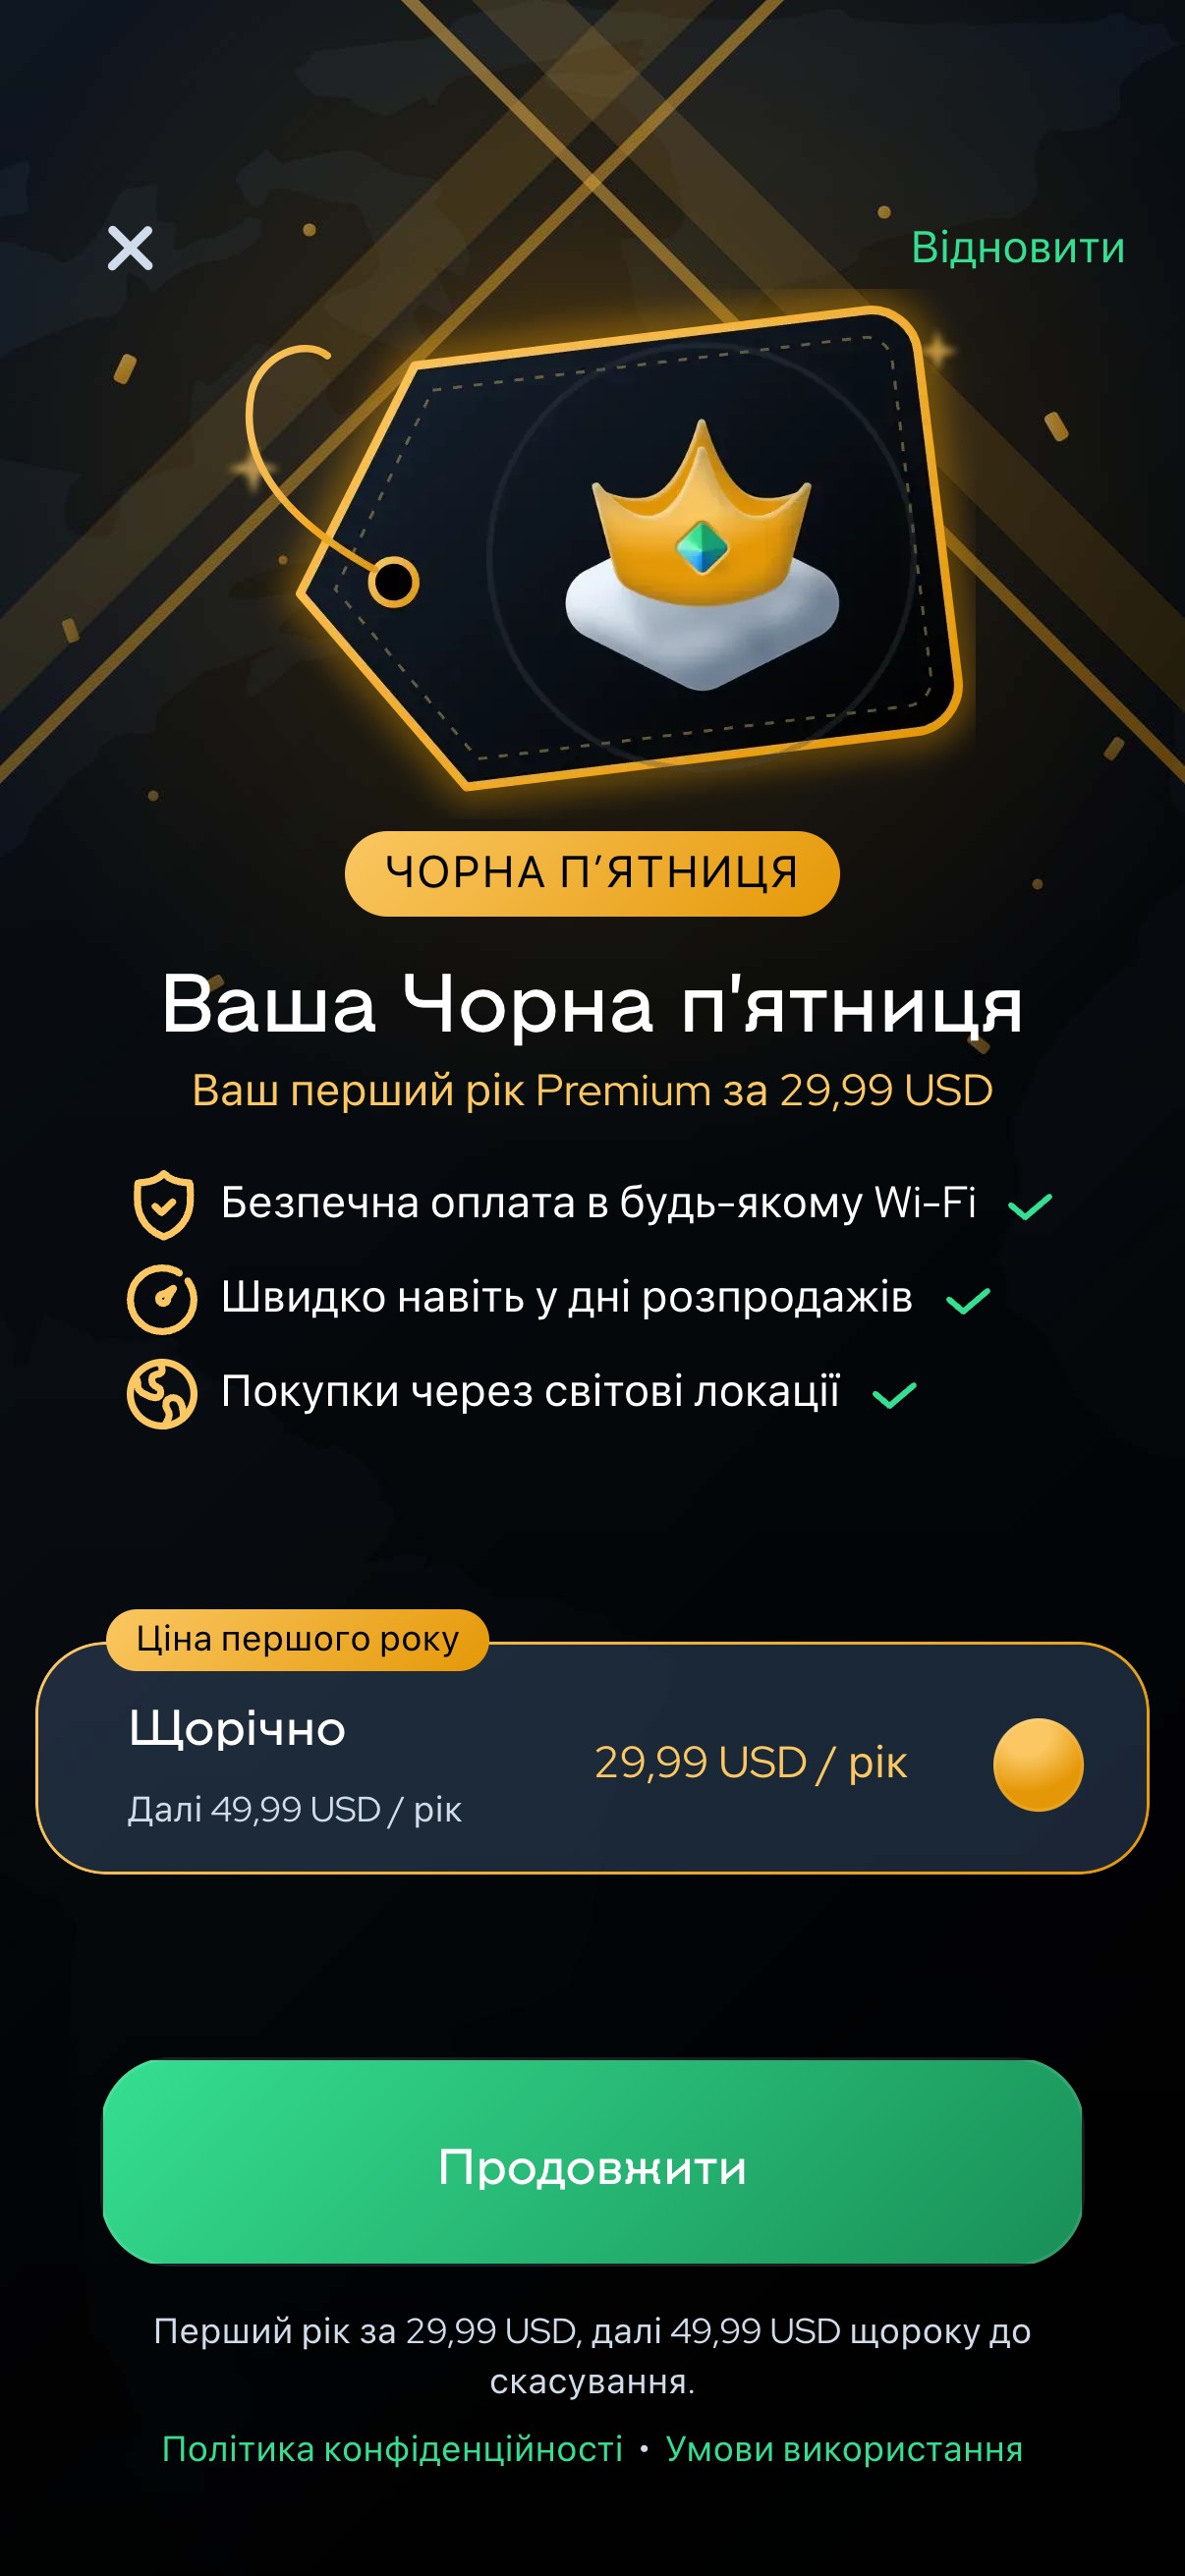 Відновити
ЧОРНА П’ЯТНИЦЯ
Ваша Чорна п'ятниця
Ваш перший рік Premium за 29,99 USD
Безпечна оплата в будь-якому Wi-Fi
Швидко навіть у дні розпродажів
Покупки через світові локації
Ціна першого року
Щорічно
29,99 USD / рік
Далі 49,99 USD / рік
Продовжити
Перший рік за 29,99 USD, далі 49,99 USD щороку до
скасування.
Політика конфіденційності • Умови використання